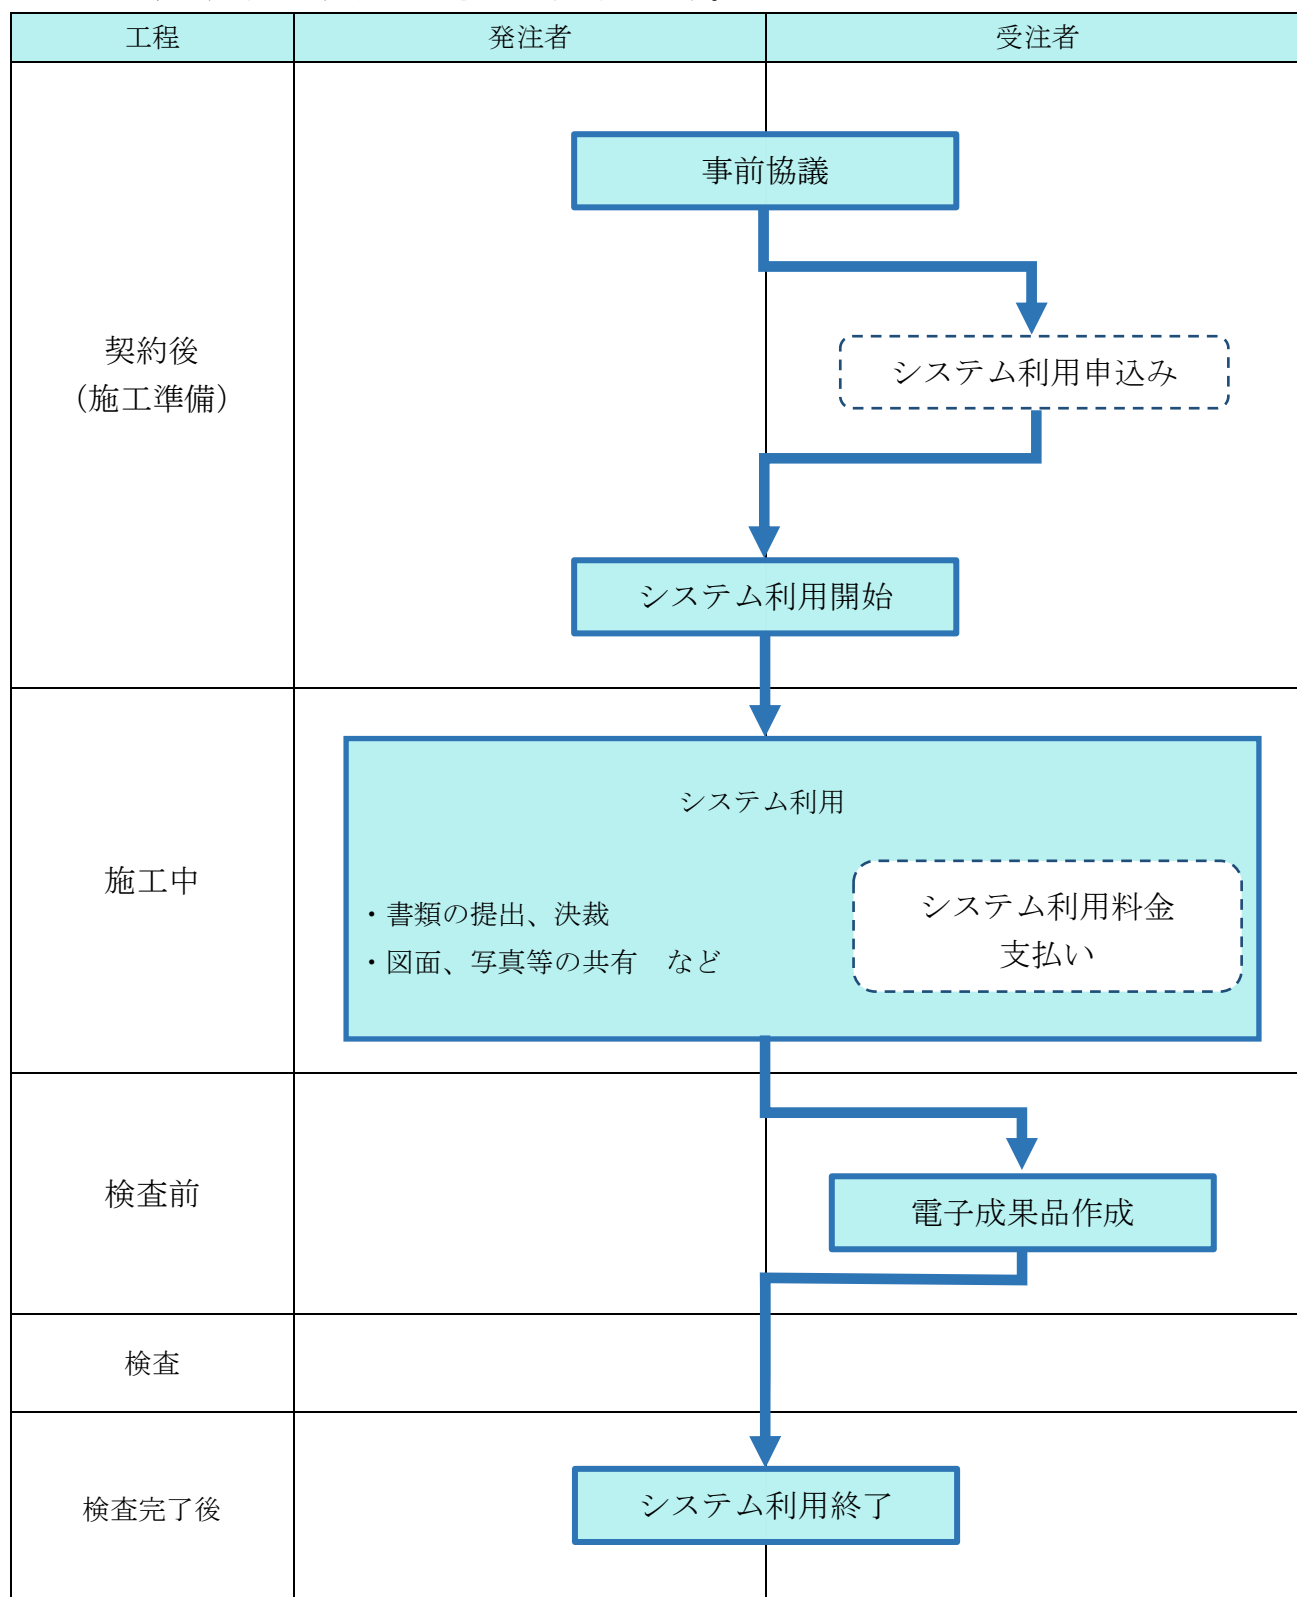 工程 発注者 受注者
事前協議
契約後
（施工準備）
システム利用申込み
システム利用開始
システム利用
施工中
・書類の提出、決裁
・図面、写真等の共有　など
システム利用料金
支払い
検査前
電子成果品作成
検査
検査完了後
システム利用終了